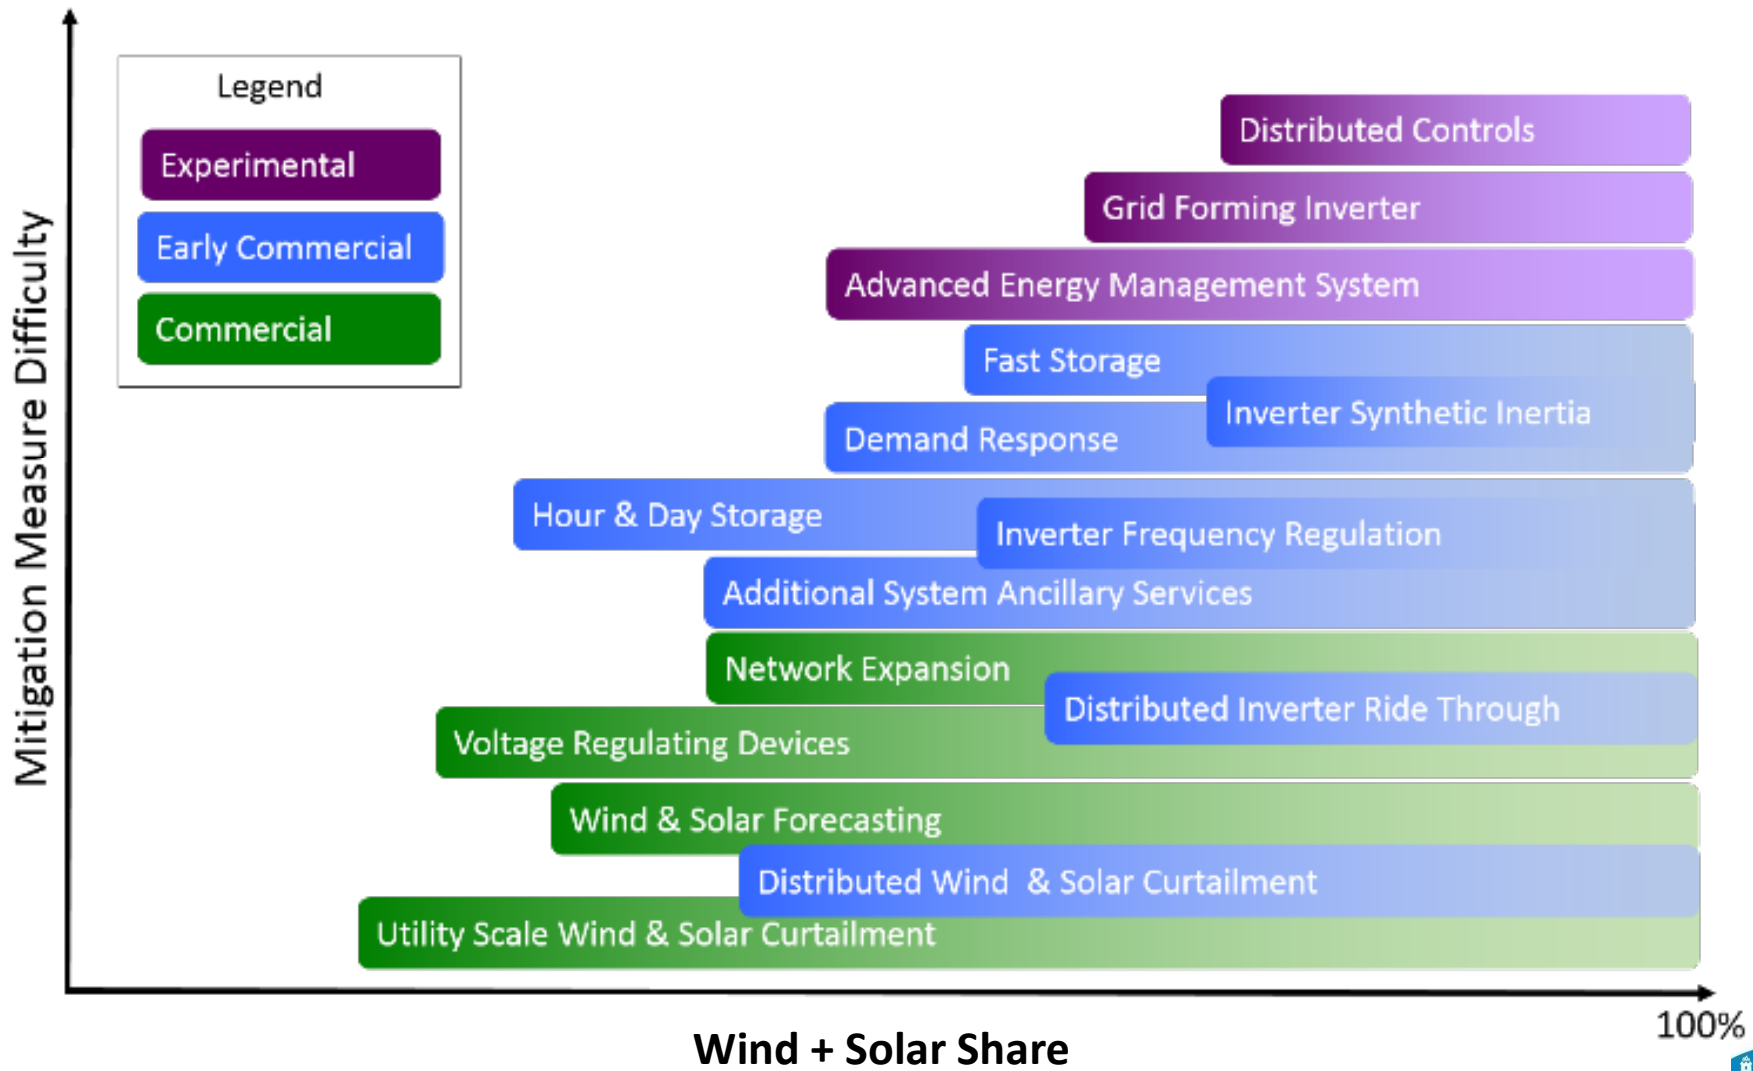 Legend
Experimental
Early Commercial
Commercial
Mitigation Measure Difficulty
Distributed Controls
Grid Forming Inverter
Advanced Energy Management System
Fast Storage
Inverter Synthetic Inertia
Demand Response
Hour & Day Storage
Inverter Frequency Regulation
Additional System Ancillary Services
Network Expansion
Distributed Inverter Ride Through
Voltage Regulating Devices
Wind & Solar Forecasting
Distributed Wind & Solar Curtailment
Utility Scale Wind & Solar Curtailment
100%
Wind + Solar Share